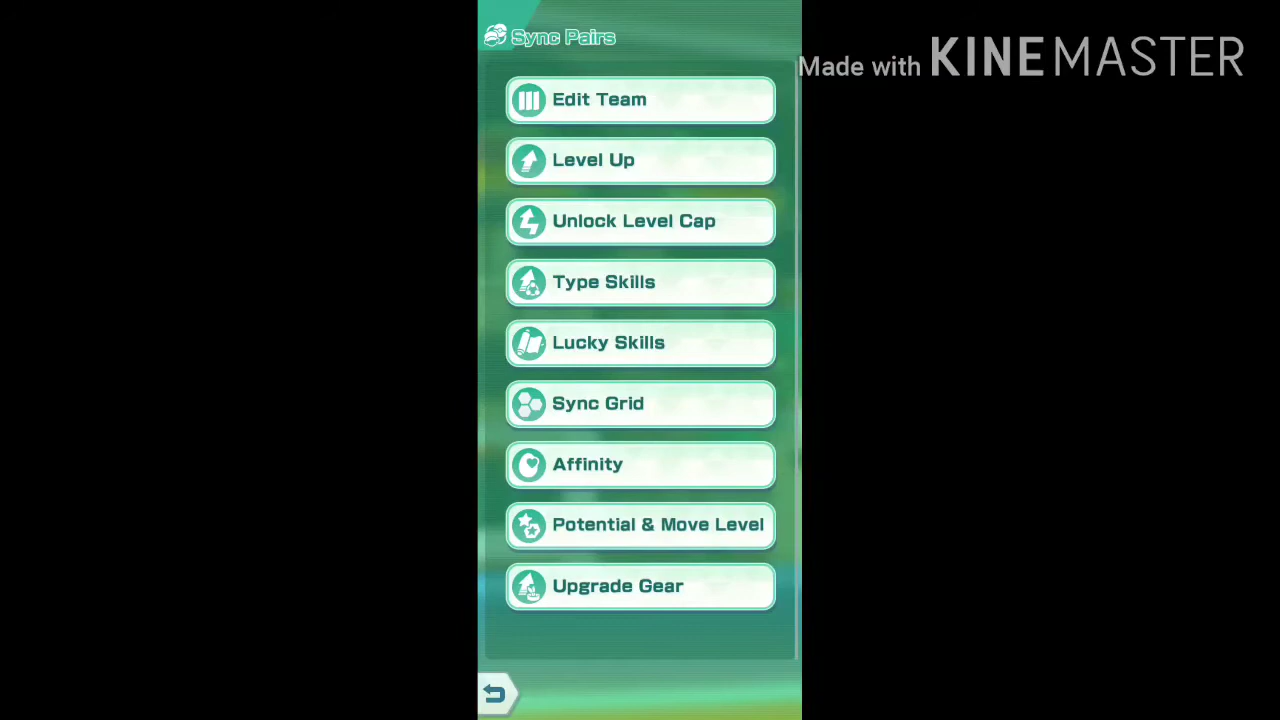 Sync Pairs
Made with KINEMASTER
Edit Team
Level Up
Unlock Level Cap
Type Skills
Lucky Skills
Sync Grid
Affinity
Potential & Move Level
Upgrade Gear